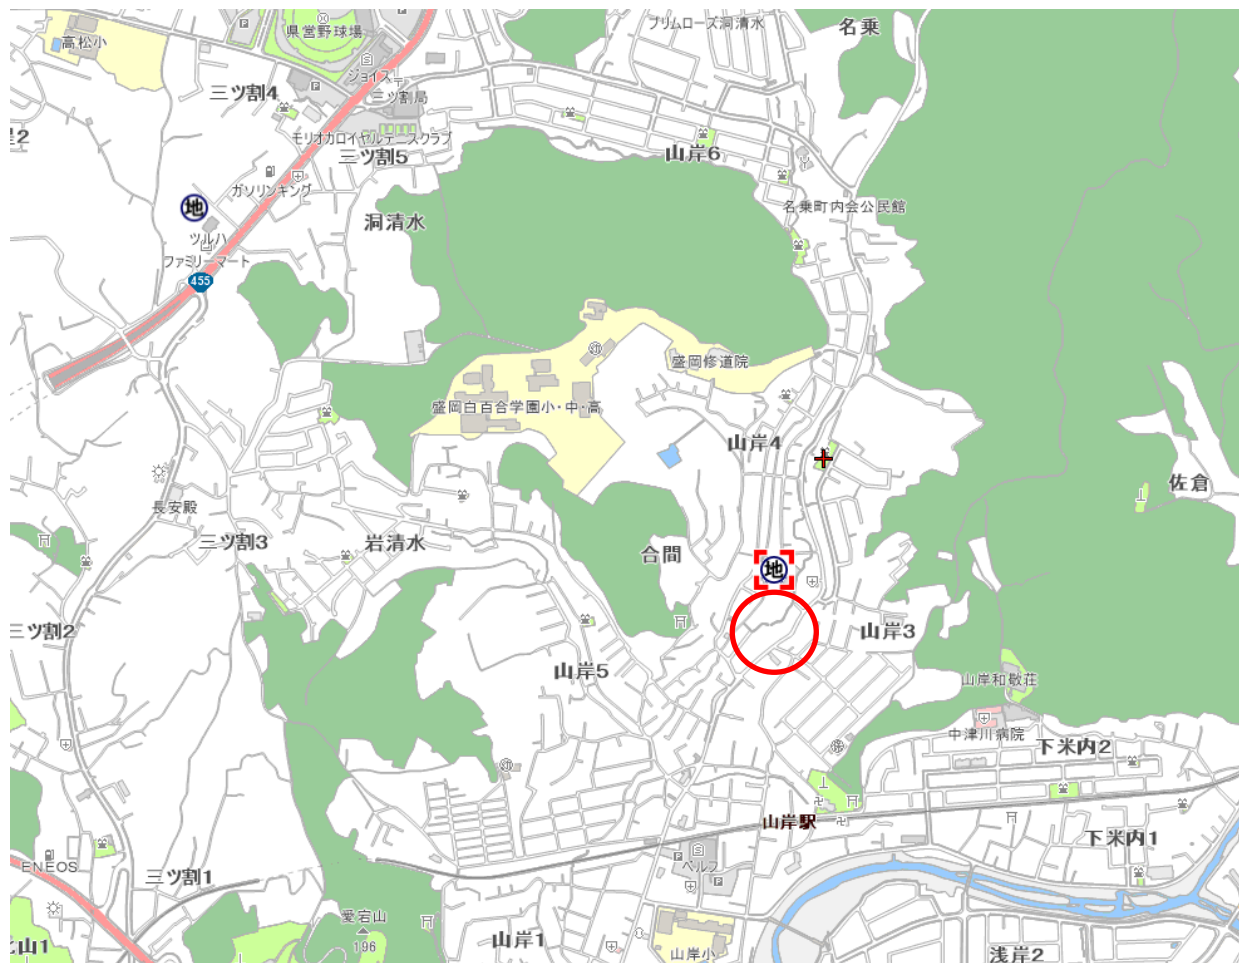 プリムローズ洞清水
名乗
県営野球場
高松小
ジョイス
三ツ割4
三ツ割局
モリオカロイヤルテニスクラブ
三ツ割5
山岸6
ガソリンキング
地
名乗町内会公民館
洞清水
ツルハ
ファミリーマート
455
盛岡修道院
盛岡白百合学園小・中・高
山岸4
佐倉
長安殿
三ツ割3
岩清水
合間
地
三ツ割2
山岸3
山岸5
山岸和敬荘
中津川病院
下米内2
山岸駅
下米内1
ENEOS
ベルフ
三ツ割1
愛宕山
196
山岸1
山岸小
浅岸2